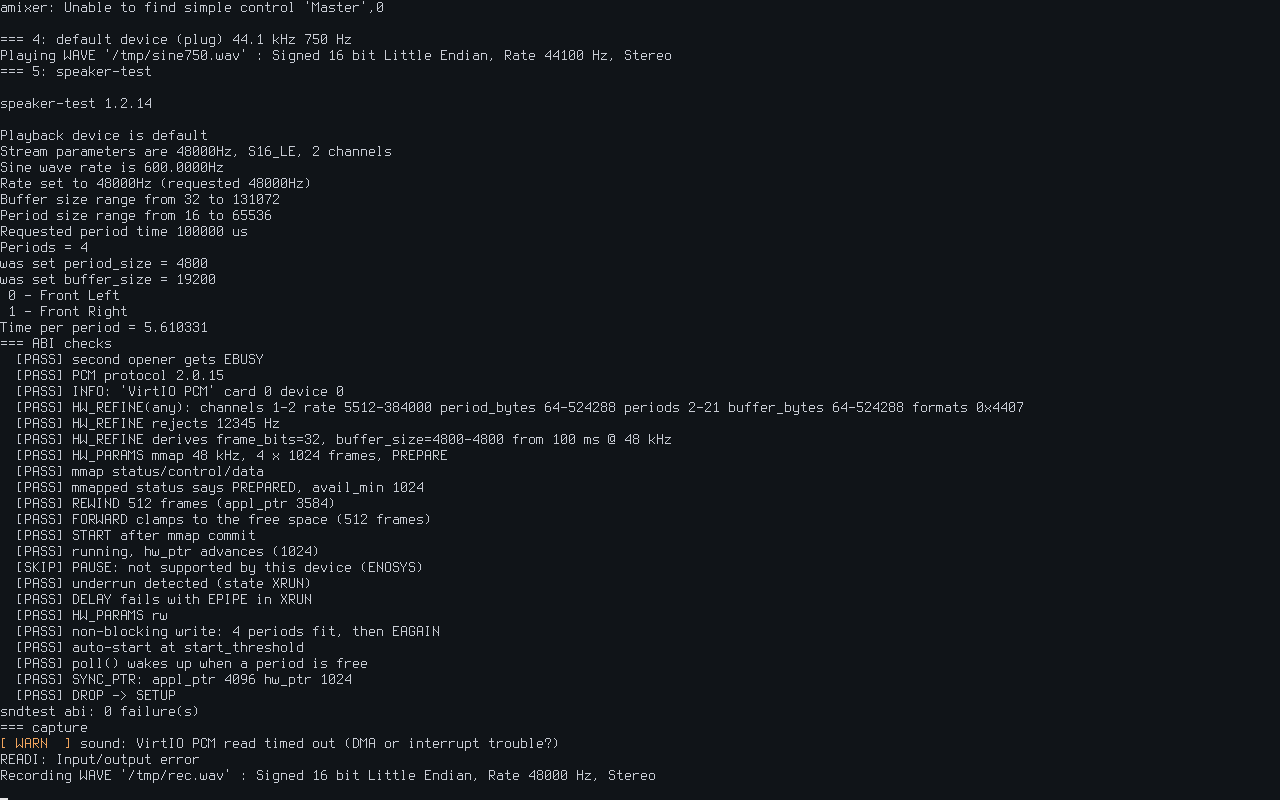 amixer: Unable to find simple control 'Master',0
=== 4: default device (plug) 44.1 kHz 750 Hz
Playing WAVE '/tmp/sine750.wav' : Signed 16 bit Little Endian, Rate 44100 Hz, Stereo
=== 5: speaker-test
speaker-test 1.2.14
Playback device is default
Stream parameters are 48000Hz, S16_LE, 2 channels
Sine wave rate is 600.0000Hz
Rate set to 48000Hz (requested 48000Hz)
Buffer size range from 32 to 131072
Period size range from 16 to 65536
Requested period time 100000 us
Periods = 4
was set period_size = 4800
was set buffer_size = 19200
 0 - Front Left
 1 - Front Right
Time per period = 5.610331
=== ABI checks
  [PASS] second opener gets EBUSY
  [PASS] PCM protocol 2.0.15
  [PASS] INFO: 'VirtIO PCM' card 0 device 0
  [PASS] HW_REFINE(any): channels 1-2 rate 5512-384000 period_bytes 64-524288 periods 2-21 buffer_bytes 64-524288 formats 0x4407
  [PASS] HW_REFINE rejects 12345 Hz
  [PASS] HW_REFINE derives frame_bits=32, buffer_size=4800-4800 from 100 ms @ 48 kHz
  [PASS] HW_PARAMS mmap 48 kHz, 4 x 1024 frames, PREPARE
  [PASS] mmap status/control/data
  [PASS] mmapped status says PREPARED, avail_min 1024
  [PASS] REWIND 512 frames (appl_ptr 3584)
  [PASS] FORWARD clamps to the free space (512 frames)
  [PASS] START after mmap commit
  [PASS] running, hw_ptr advances (1024)
  [SKIP] PAUSE: not supported by this device (ENOSYS)
  [PASS] underrun detected (state XRUN)
  [PASS] DELAY fails with EPIPE in XRUN
  [PASS] HW_PARAMS rw
  [PASS] non-blocking write: 4 periods fit, then EAGAIN
  [PASS] auto-start at start_threshold
  [PASS] poll() wakes up when a period is free
  [PASS] SYNC_PTR: appl_ptr 4096 hw_ptr 1024
  [PASS] DROP -> SETUP
sndtest abi: 0 failure(s)
=== capture
[ WARN  ] sound: VirtIO PCM read timed out (DMA or interrupt trouble?)
READI: Input/output error
Recording WAVE '/tmp/rec.wav' : Signed 16 bit Little Endian, Rate 48000 Hz, Stereo